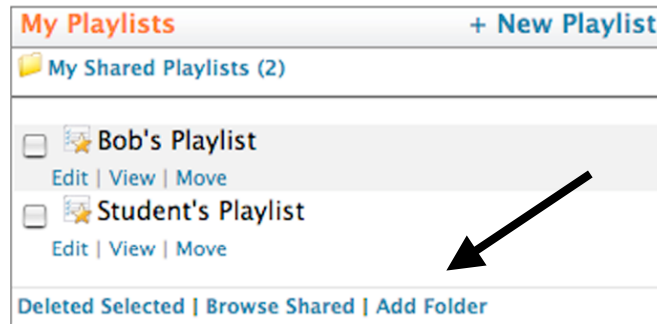 My Playlists + New Playlist
My Shared Playlists (2)
Bob's Playlist
Edit | View | Move
Student's Playlist
Edit | View | Move
Deleted Selected | Browse Shared | Add Folder